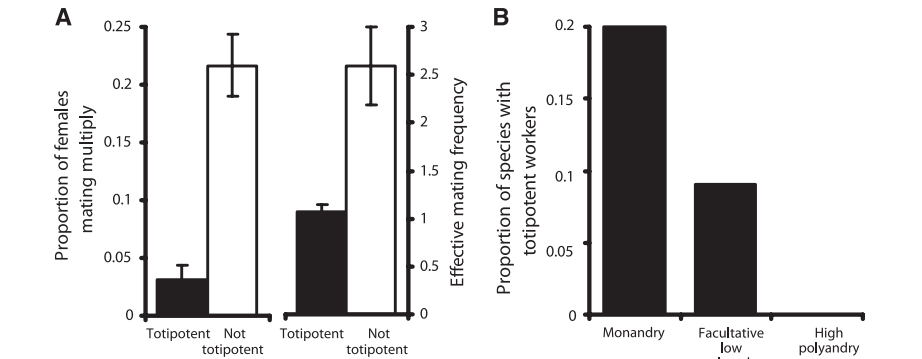 A
Proportion of females
mating multiply
0.25
0.2
0.15
0.1
0.05
0
Totipotent
Not
totipotent
Totipotent
Not
totipotent
3
2.5
2
1.5
1
0.5
0
Effective mating frequency
B
Proportion of species with
totipotent workers
0.2
0.15
0.1
0.05
0
Monandry
Facultative
low
High
polyandry